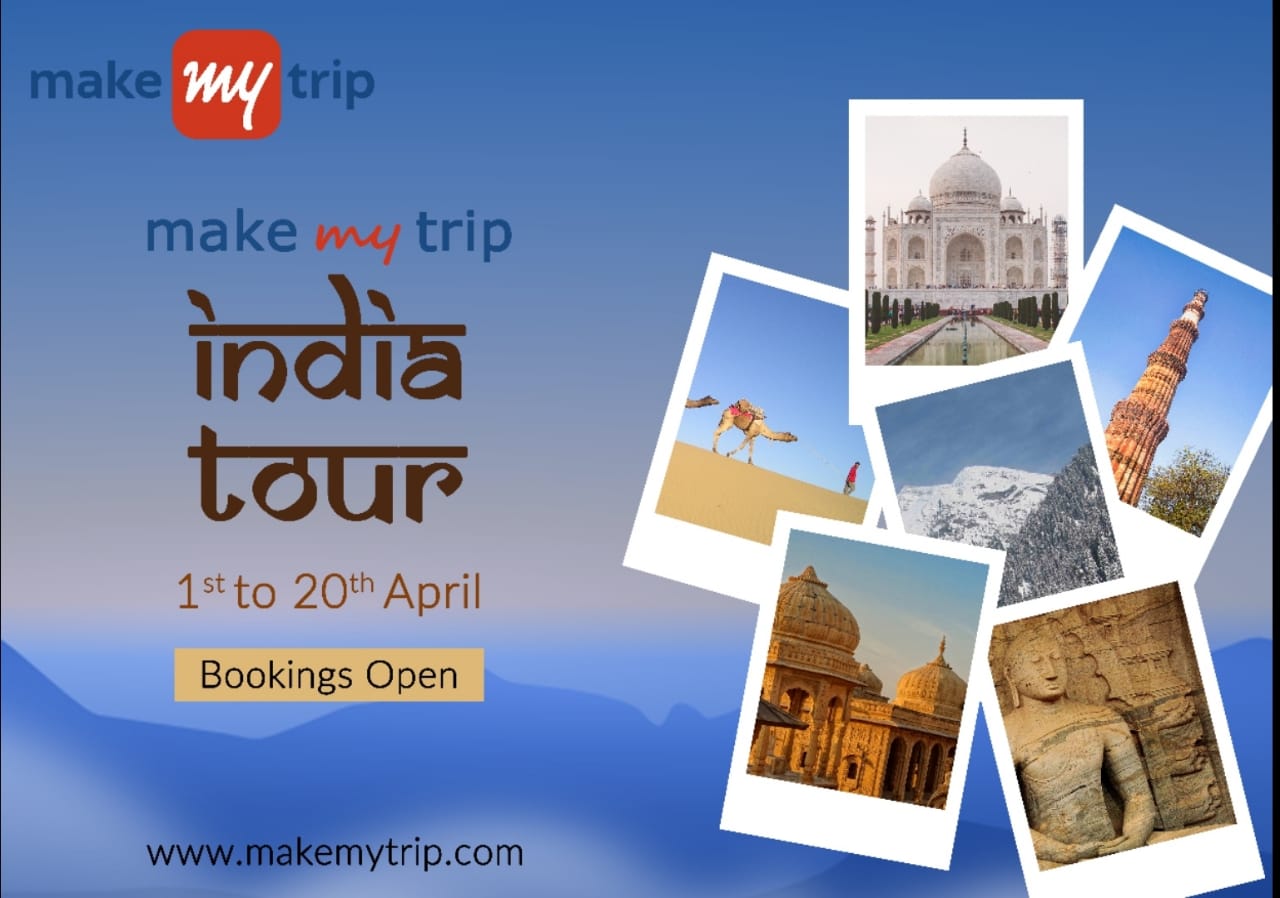 make my trip
make my trip
india
tour
1st to 20th April
Bookings Open
www.makemytrip.com